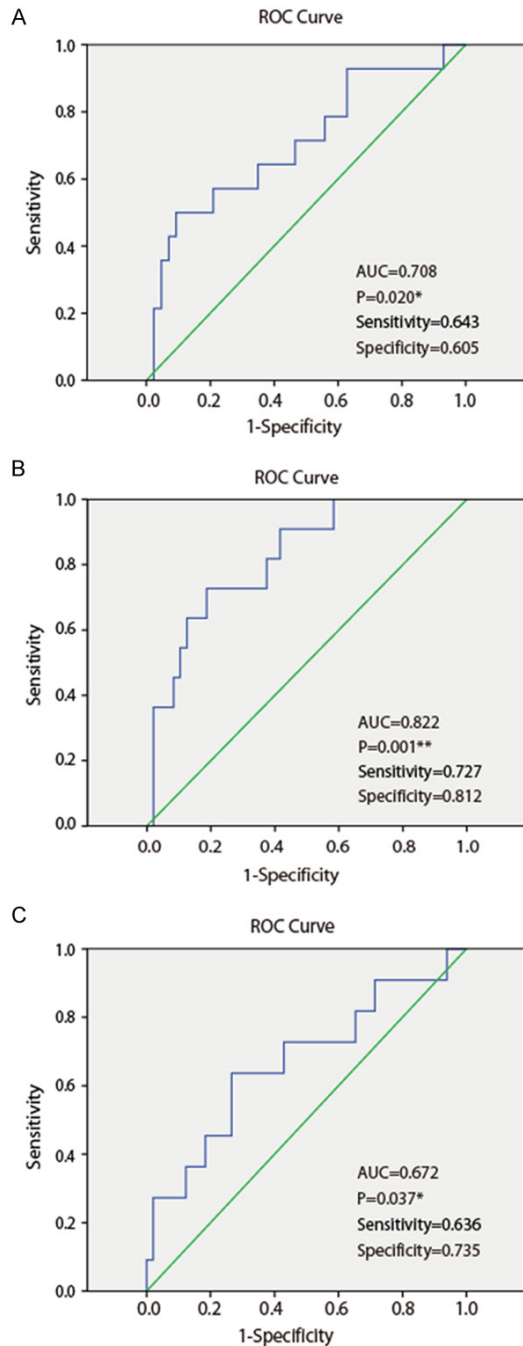 A
ROC Curve
1.0
0.8
0.6
0.4
0.2
0.0
Sensitivity
AUC=0.708
P=0.020*
Sensitivity=0.643
Specificity=0.605
0.0 0.2 0.4 0.6 0.8 1.0
1-Specificity
B
ROC Curve
1.0
0.8
0.6
0.4
0.2
0.0
Sensitivity
AUC=0.822
P=0.001**
Sensitivity=0.727
Specificity=0.812
0.0 0.2 0.4 0.6 0.8 1.0
1-Specificity
C
ROC Curve
1.0
0.8
0.6
0.4
0.2
0.0
Sensitivity
AUC=0.672
P=0.037*
Sensitivity=0.636
Specificity=0.735
0.0 0.2 0.4 0.6 0.8 1.0
1-Specificity